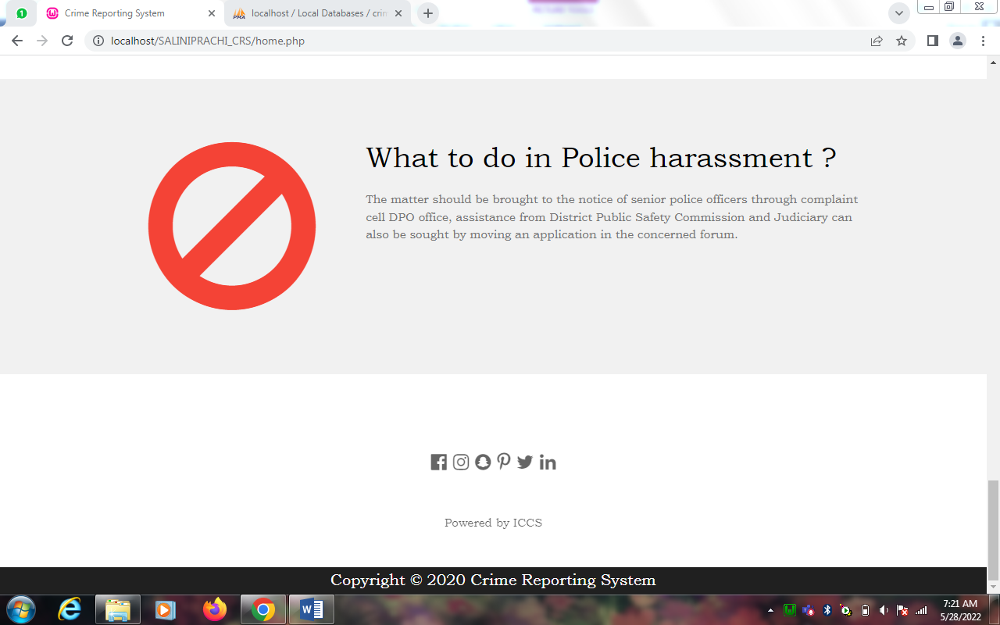 1
Crime Reporting System
localhost / Local Databases / crin
localhost/SALINIPRACHI_CRS/home.php
What to do in Police harassment ?
The matter should be brought to the notice of senior police officers through complaint
cell DPO office, assistance from District Public Safety Commission and Judiciary can
also be sought by moving an application in the concerned forum.
Powered by ICCS
Copyright © 2020 Crime Reporting System
7:21 AM
5/28/2022